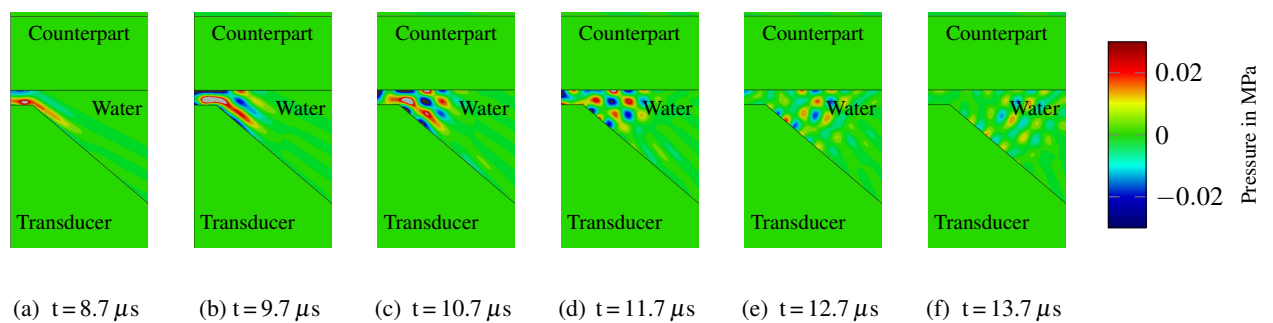 Counterpart Counterpart Counterpart Counterpart Counterpart Counterpart
Water Water Water Water Water Water
Transducer Transducer Transducer Transducer Transducer Transducer
0.02
0
−0.02
Pressure in MPa
(a) t = 8.7 μs (b) t = 9.7 μs (c) t = 10.7 μs (d) t = 11.7 μs (e) t = 12.7 μs (f) t = 13.7 μs